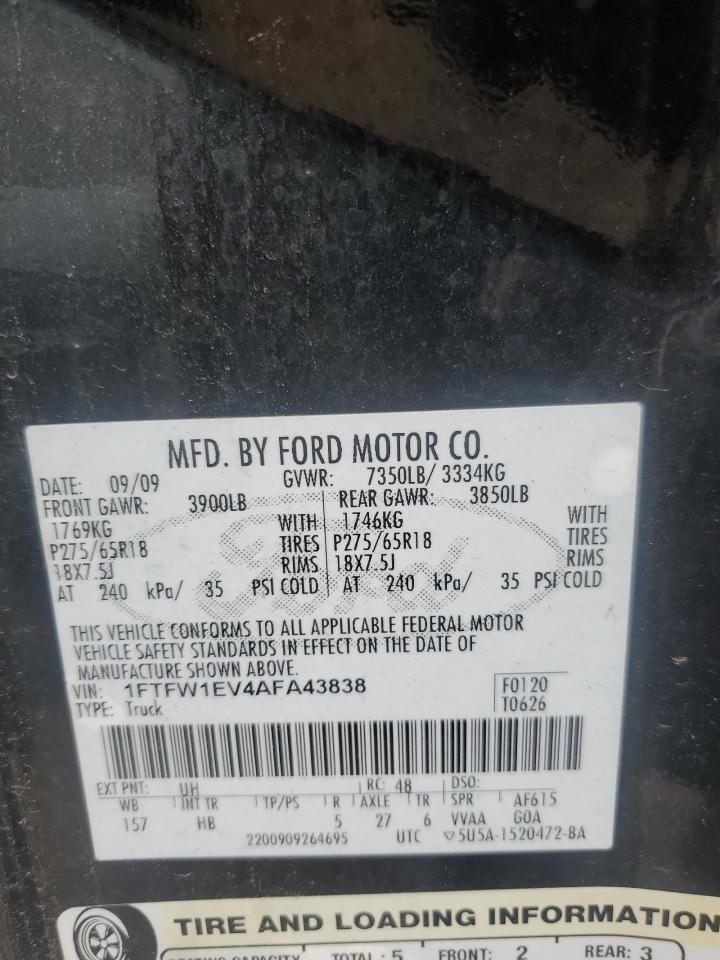 MFD. BY FORD MOTOR CO.
DATE: 09/09 GVWR: 7350LB/ 3334KG
FRONT GAWR: 3900LB REAR GAWR: 3850LB
1769KG WITH 1746KG WITH
P275/65R18 TIRES P275/65R18 TIRES
18X7.5J RIMS 18X7.5J RIMS
AT 240 kPa/ 35 PSI COLD AT 240 kPa/ 35 PSI COLD
Ford
THIS VEHICLE CONFORMS TO ALL APPLICABLE FEDERAL MOTOR
VEHICLE SAFETY STANDARDS IN EFFECT ON THE DATE OF
MANUFACTURE SHOWN ABOVE.
VIN: 1FTFW1EV4AFA43838 F0120
TYPE: Truck T0626
EXT PNT: UH RC: 48 DSO:
WB INT TR TP/PS R AXLE TR SPR AF615
157 HB 5 27 6 VVAA GOA
2200909264695 UTC ▽5U5A-1520472-BA
TIRE AND LOADING INFORMATION
SEATING CAPACITY TOTAL : 5 FRONT: 2 REAR: 3